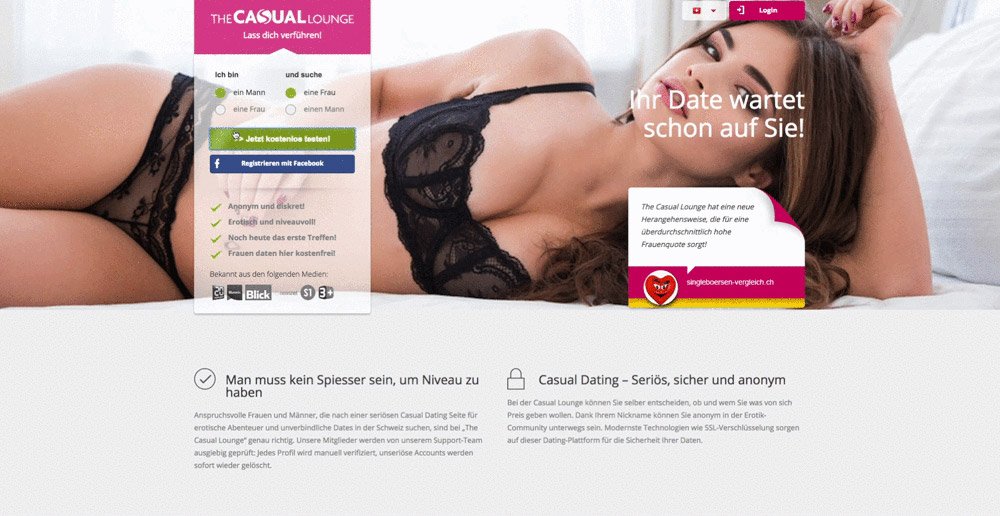 THE CASUAL LOUNGE
Lass dich verführen!
Login
Ich bin
und suche
ein Mann
eine Frau
eine Frau
einen Mann
> Jetzt kostenlos testen!
f Registrieren mit Facebook
Anonym und diskret!
Erotisch und niveauvoll!
Noch heute das erste Treffen!
Frauen daten hier kostenfrei!
Bekannt aus den folgenden Medien:
Blick
S1
3+
Ihr Date wartet
schon auf Sie!
The Casual Lounge hat eine neue
Herangehensweise, die für eine
überdurchschnittlich hohe
Frauenquote sorgt!
singleboersen-vergleich.ch
Man muss kein Spiesser sein, um Niveau zu
haben
Anspruchsvolle Frauen und Männer, die nach einer seriösen Casual Dating Seite für
erotische Abenteuer und unverbindliche Dates in der Schweiz suchen, sind bei „The
Casual Lounge" genau richtig. Unsere Mitglieder werden von unserem Support-Team
ausgiebig geprüft: Jedes Profil wird manuell verifiziert, unseriöse Accounts werden
sofort wieder gelöscht.
Casual Dating – Seriös, sicher und anonym
Bei der Casual Lounge können Sie selber entscheiden, ob und wem Sie was von sich
Preis geben wollen. Dank Ihrem Nickname können Sie anonym in der Erotik-
Community unterwegs sein. Modernste Technologien wie SSL-Verschlüsselung sorgen
auf dieser Dating-Plattform für die Sicherheit Ihrer Daten.